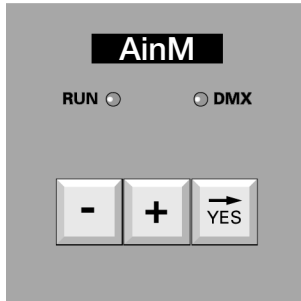 AinM
RUN DMX
- +
YES